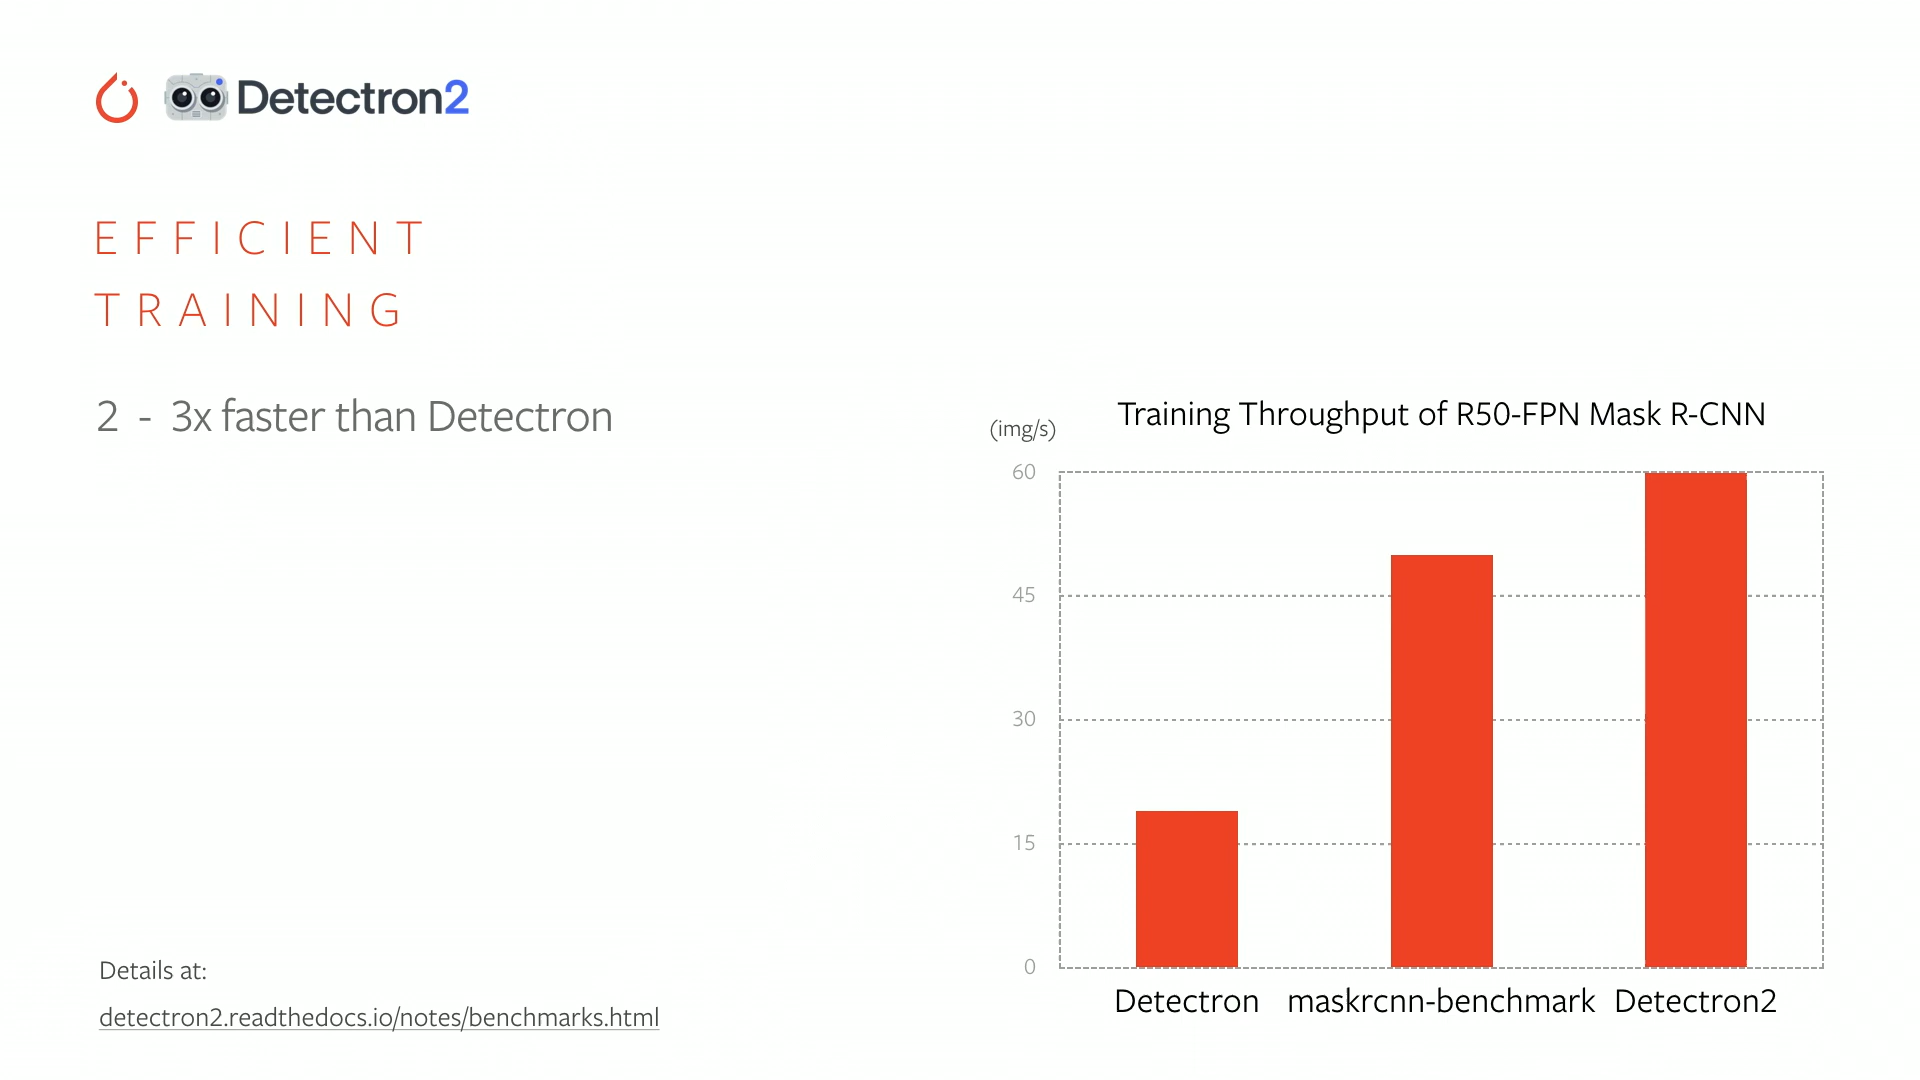 Detectron2
EFFICIENT
TRAINING
2 - 3x faster than Detectron
Details at:
detectron2.readthedocs.io/notes/benchmarks.html
Training Throughput of R50-FPN Mask R-CNN
(img/s)
60
45
30
15
0
Detectron maskrcnn-benchmark Detectron2